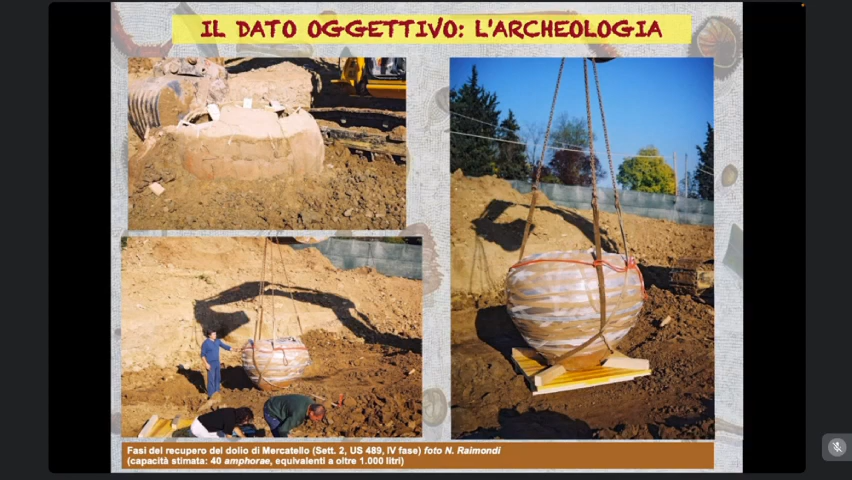 IL DATO OGGETTIVO: L'ARCHEOLOGIA
Fasi del recupero del dolio di Mercatello (Sett. 2, US 489, IV fase) foto N. Raimondi
(capacità stimata: 40 amphorae, equivalenti a oltre 1.000 litri)